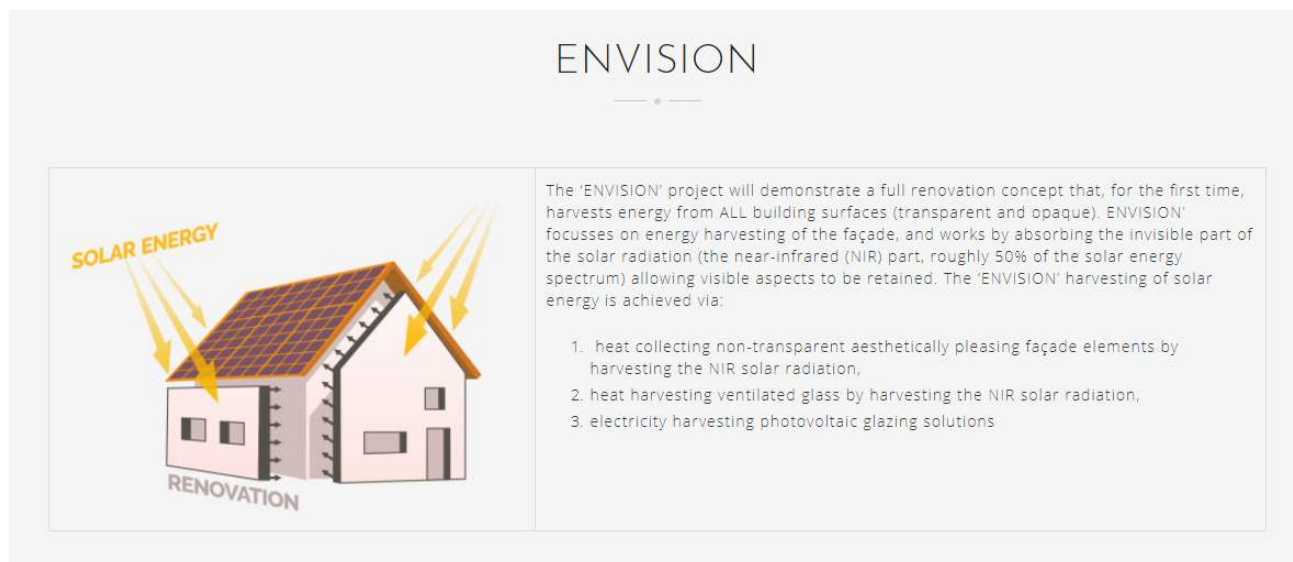 ENVISION
SOLAR ENERGY
RENOVATION
The ‘ENVISION’ project will demonstrate a full renovation concept that, for the first time,
harvests energy from ALL building surfaces (transparent and opaque). ENVISION’
focusses on energy harvesting of the façade, and works by absorbing the invisible part of
the solar radiation (the near-infrared (NIR) part, roughly 50% of the solar energy
spectrum) allowing visible aspects to be retained. The ‘ENVISION’ harvesting of solar
energy is achieved via:
1. heat collecting non-transparent aesthetically pleasing façade elements by
harvesting the NIR solar radiation,
2. heat harvesting ventilated glass by harvesting the NIR solar radiation,
3. electricity harvesting photovoltaic glazing solutions